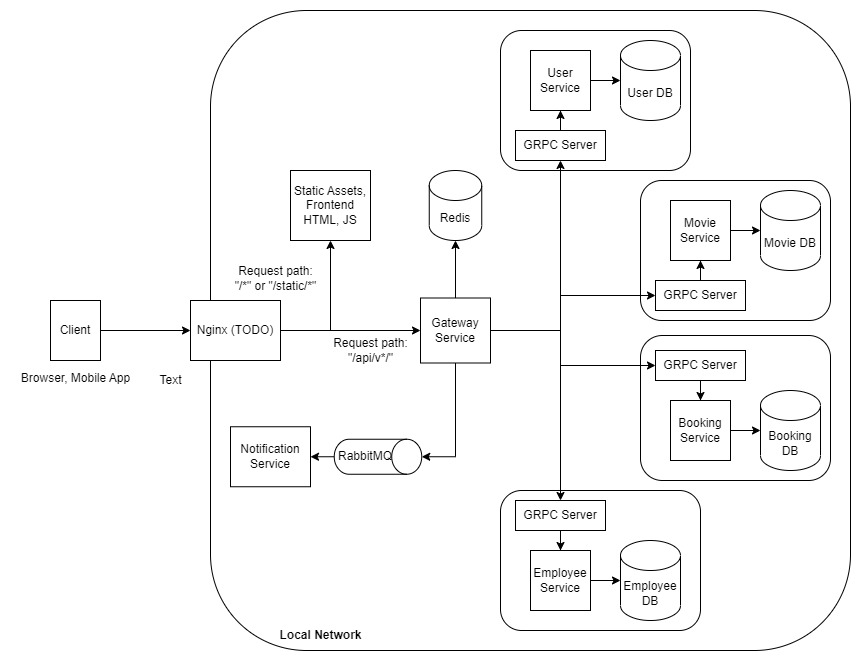 User
Service
User DB
GRPC Server
Static Assets,
Frontend
HTML, JS
Redis
Movie
Service
Movie DB
GRPC Server
Request path:
"/*" or "/static/*"
Client
Nginx (TODO)
Gateway
Service
Request path:
"/api/v*/"
Browser, Mobile App
Text
GRPC Server
Booking
Service
Booking
DB
Notification
Service
RabbitMQ
GRPC Server
Employee
Service
Employee
DB
Local Network